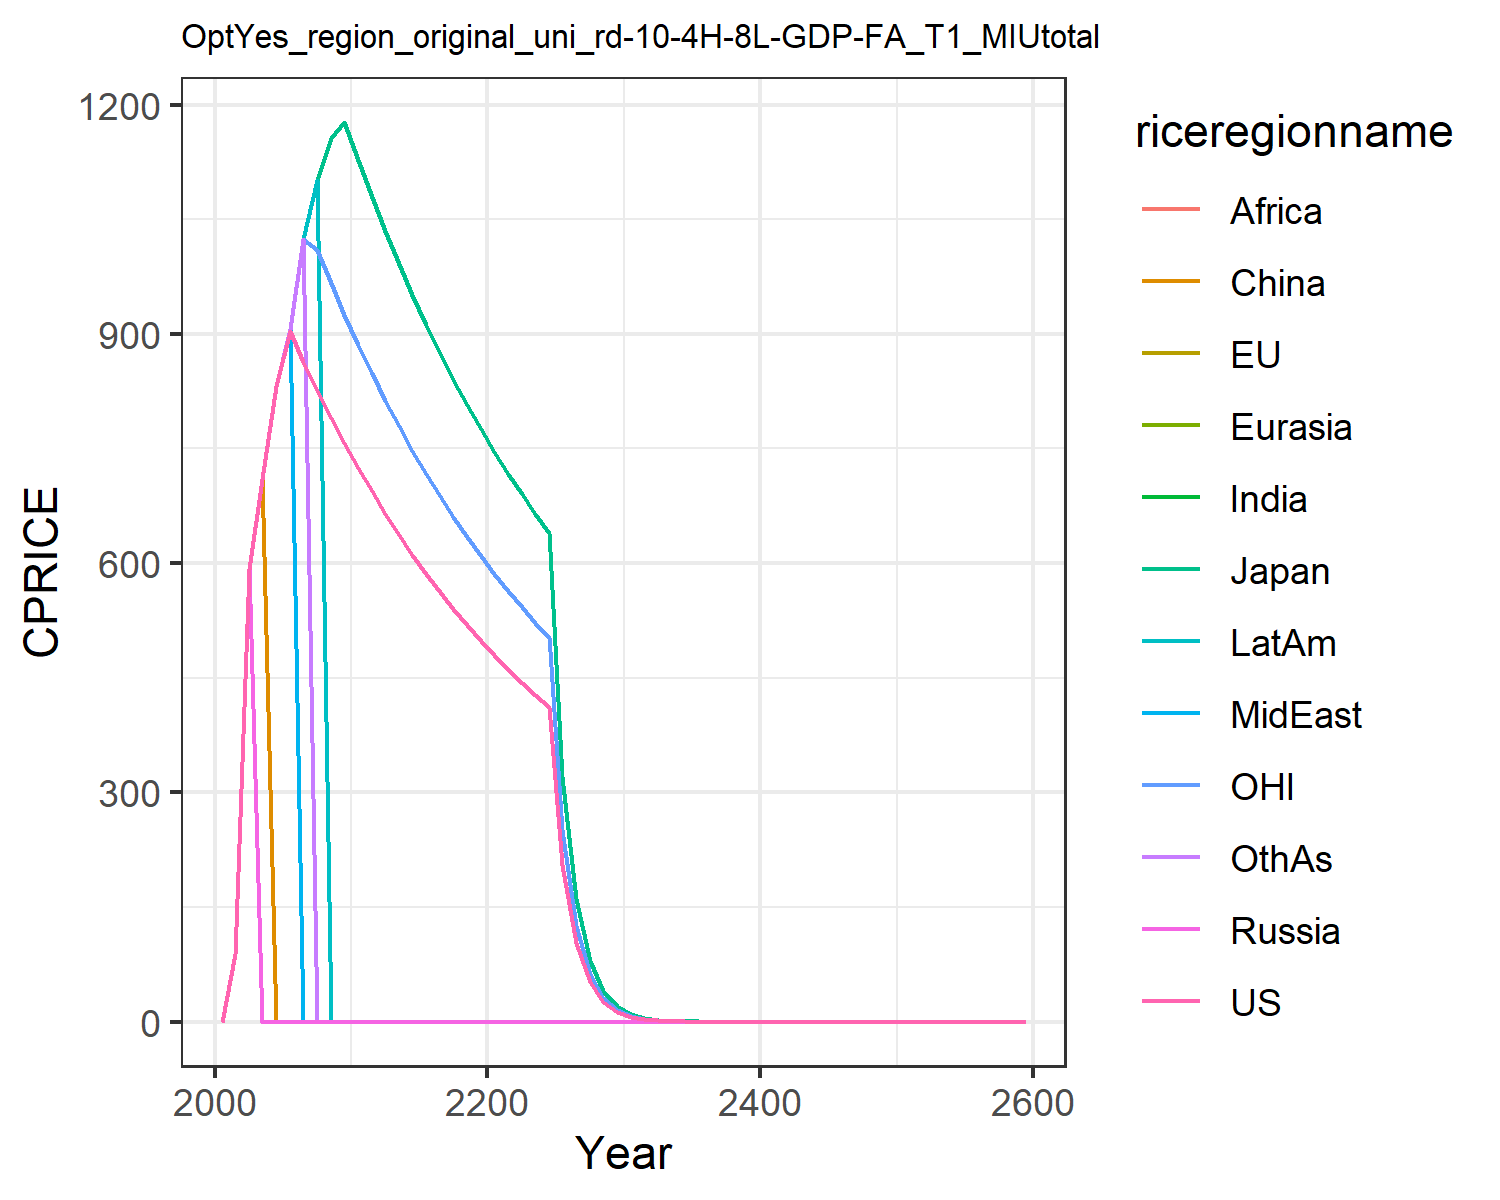 OptYes_region_original_uni_rd-10-4H-8L-GDP-FA_T1_MIUtotal
1200
900
600
300
0
CPRICE
2000 2200 2400 2600
Year
riceregionname
Africa
China
EU
Eurasia
India
Japan
LatAm
MidEast
OHI
OthAs
Russia
US